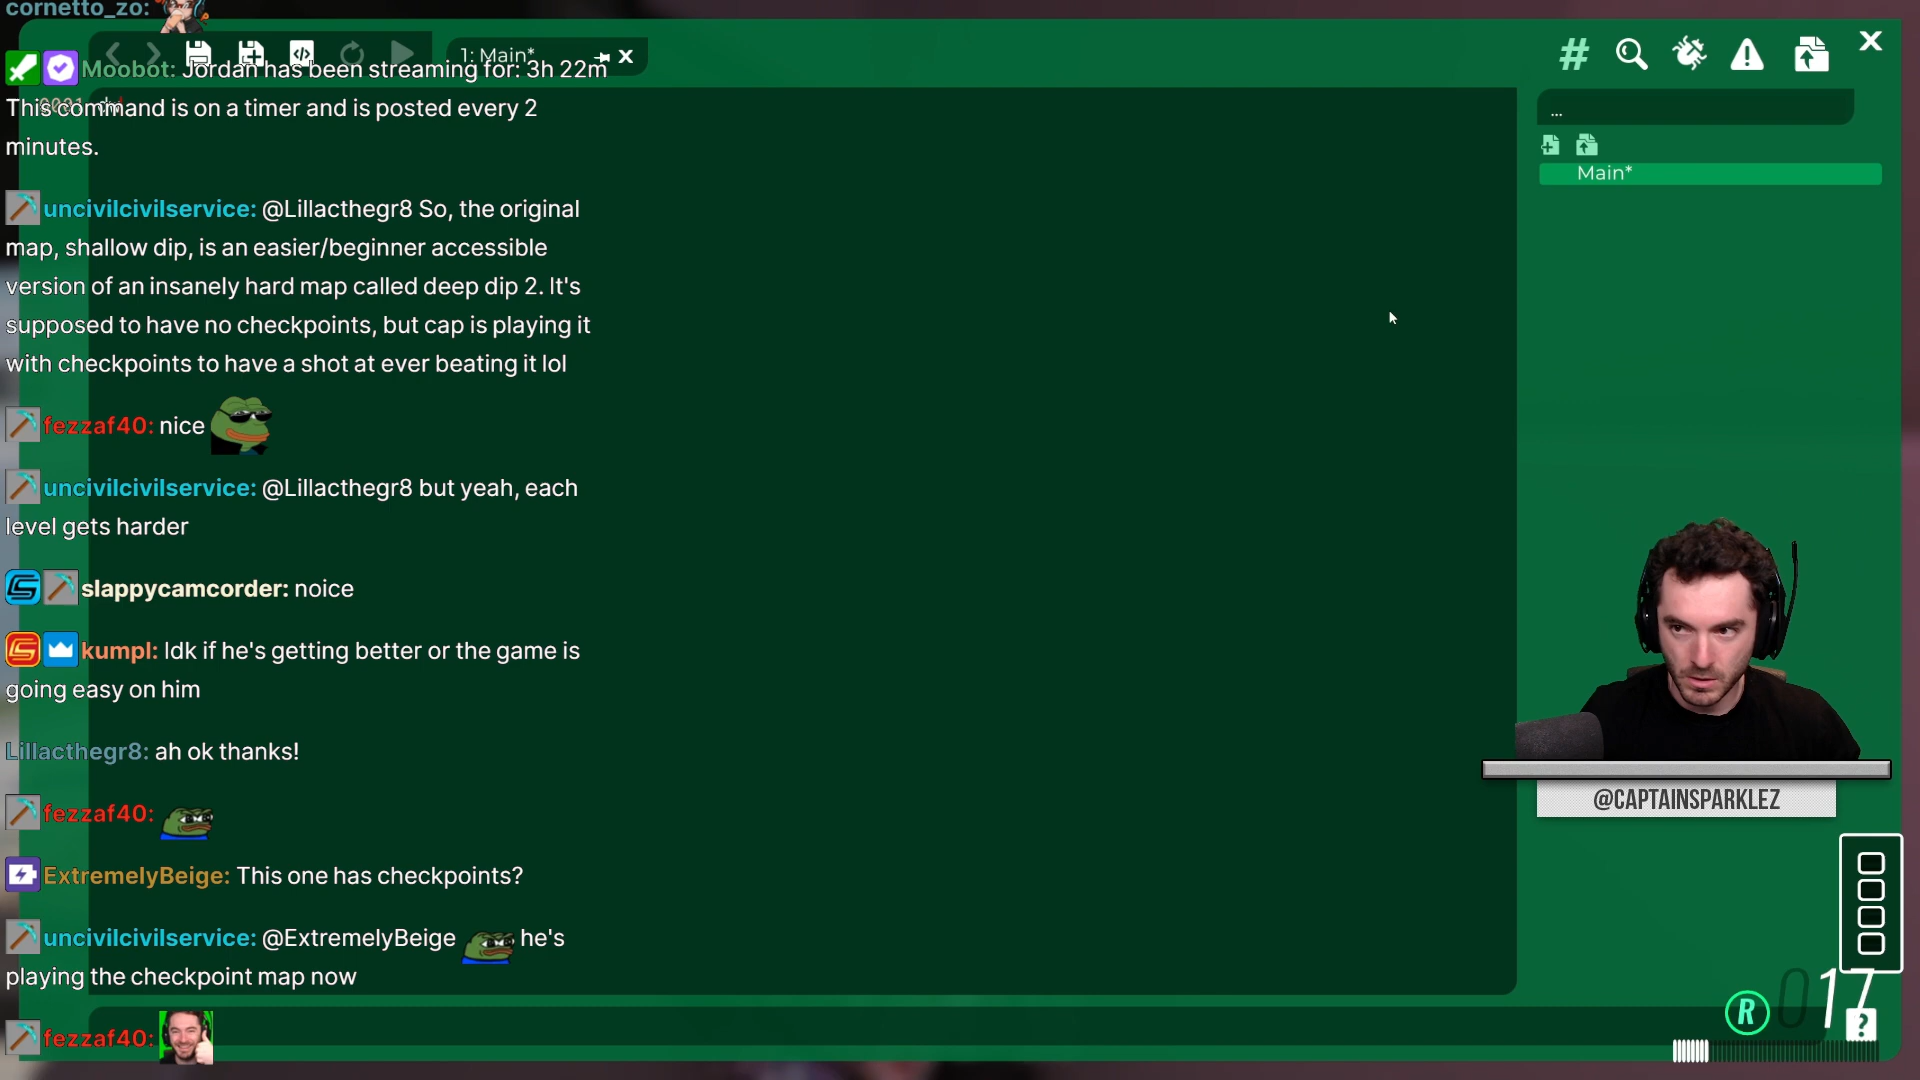 cornetto_zo:
1: Main*
Moobot: Jordan has been streaming for: 3h 22m
This command is on a timer and is posted every 2
minutes.
...
Main*
uncivilcivilservice: @Lillacthegr8 So, the original
map, shallow dip, is an easier/beginner accessible
version of an insanely hard map called deep dip 2. It's
supposed to have no checkpoints, but cap is playing it
with checkpoints to have a shot at ever beating it lol
fezzaf40: nice
uncivilcivilservice: @Lillacthegr8 but yeah, each
level gets harder
slappycamcorder: noice
kumpl: Idk if he's getting better or the game is
going easy on him
Lillacthegr8: ah ok thanks!
fezzaf40:
@CAPTAINSPARKLEZ
ExtremelyBeige: This one has checkpoints?
uncivilcivilservice: @ExtremelyBeige he's
playing the checkpoint map now
fezzaf40:
R 017
?